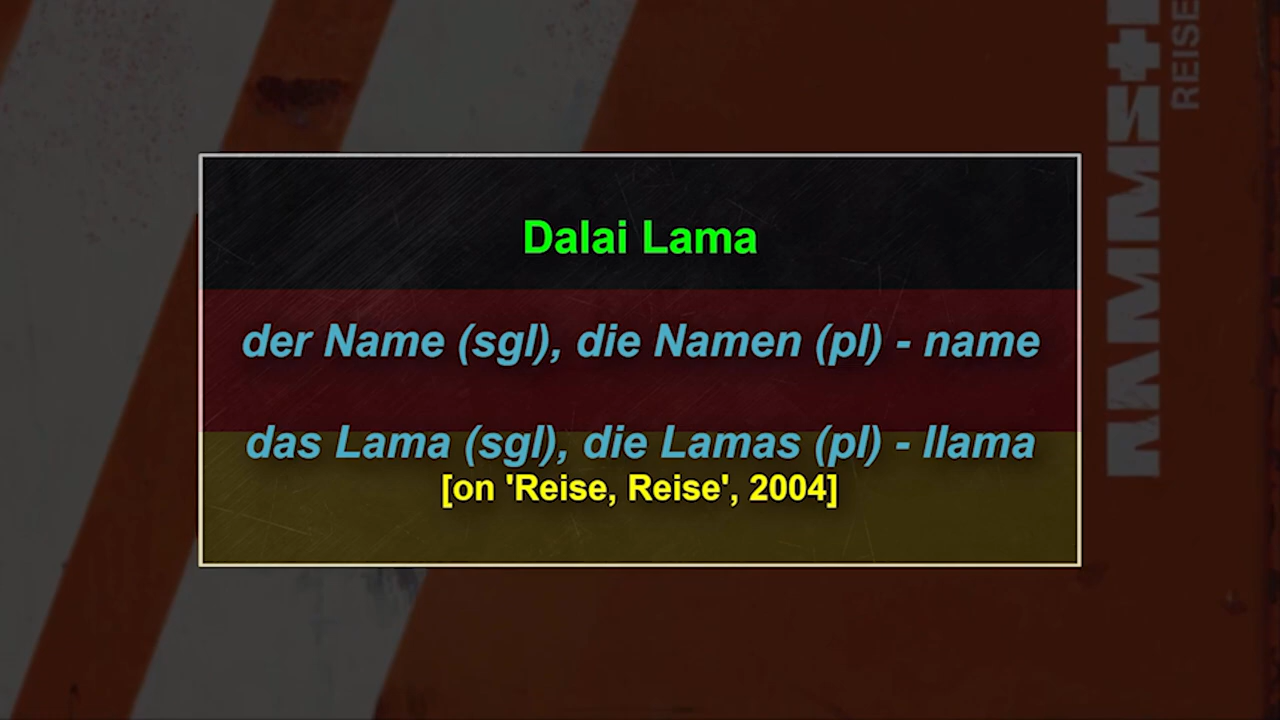 Dalai Lama
der Name (sgl), die Namen (pl) - name
das Lama (sgl), die Lamas (pl) - llama
[on 'Reise, Reise', 2004]
RAMMST
REISE